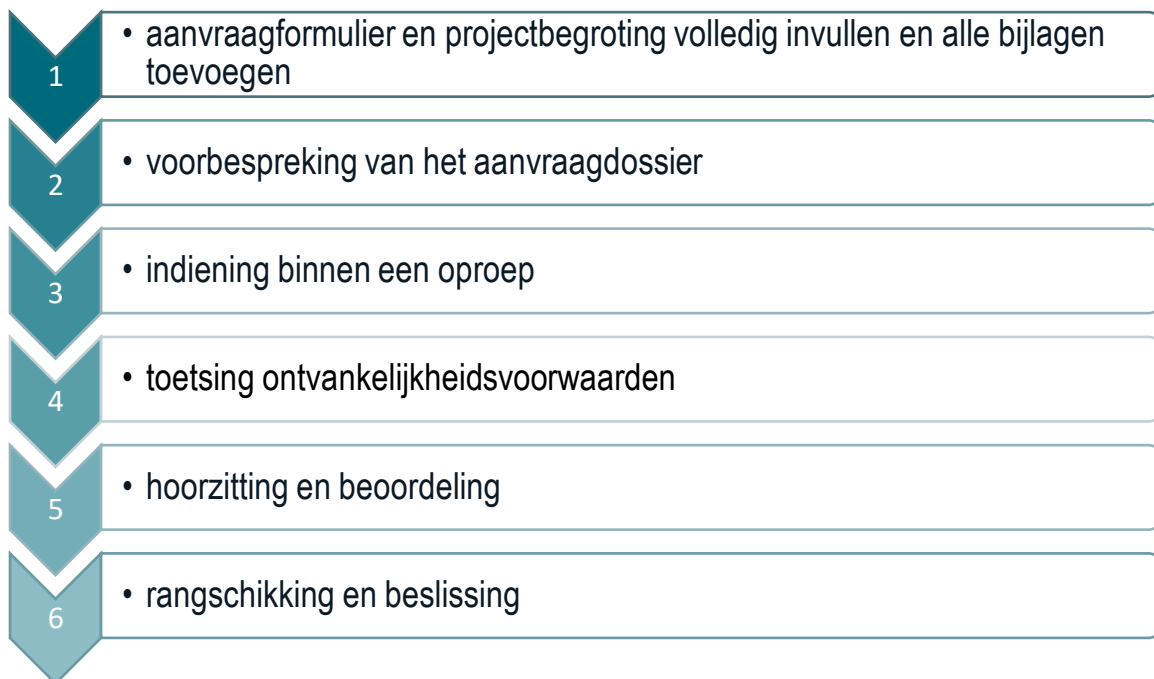 1
• aanvraagformulier en projectbegroting volledig invullen en alle bijlagen
toevoegen
2
• voorbespreking van het aanvraagdossier
3
• indiening binnen een oproep
4
• toetsing ontvankelijkheidsvoorwaarden
5
• hoorzitting en beoordeling
6
• rangschikking en beslissing